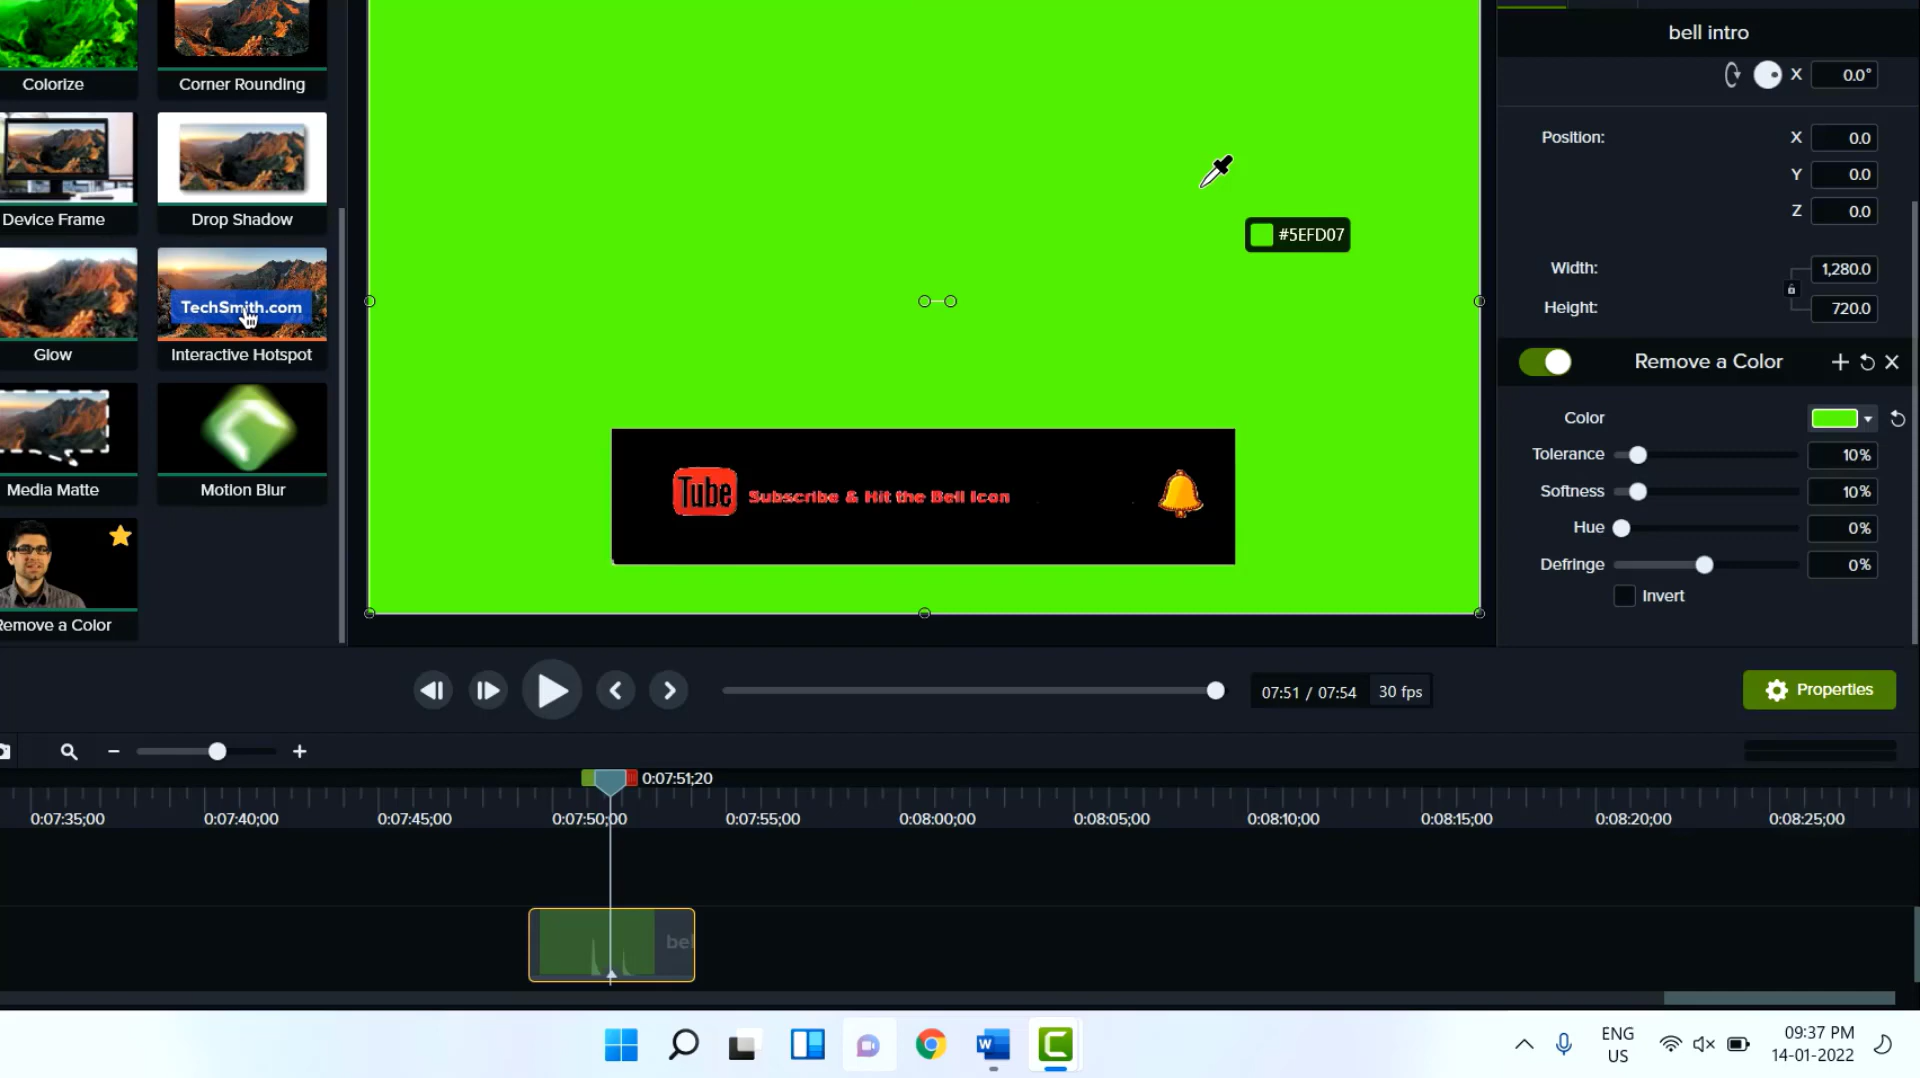 Colorize
Corner Rounding
Device Frame
Drop Shadow
TechSmith.com
Glow
Interactive Hotspot
Media Matte
Motion Blur
Remove a Color
#5EFD07
Tube
Subscribe & Hit the Bell Icon
bell intro
X 0.0°
Position: X 0.0
Y 0.0
Z 0.0
Width: 1,280.0
Height: 720.0
Remove a Color
Color
Tolerance 10%
Softness 10%
Hue 0%
Defringe 0%
Invert
07:51 / 07:54 30 fps
Properties
0:07:51;20
0:07:35;00 0:07:40;00 0:07:45;00 0:07:50;00 0:07:55;00 0:08:00;00 0:08:05;00 0:08:10;00 0:08:15;00 0:08:20;00 0:08:25;00
bel
ENG
US
09:37 PM
14-01-2022